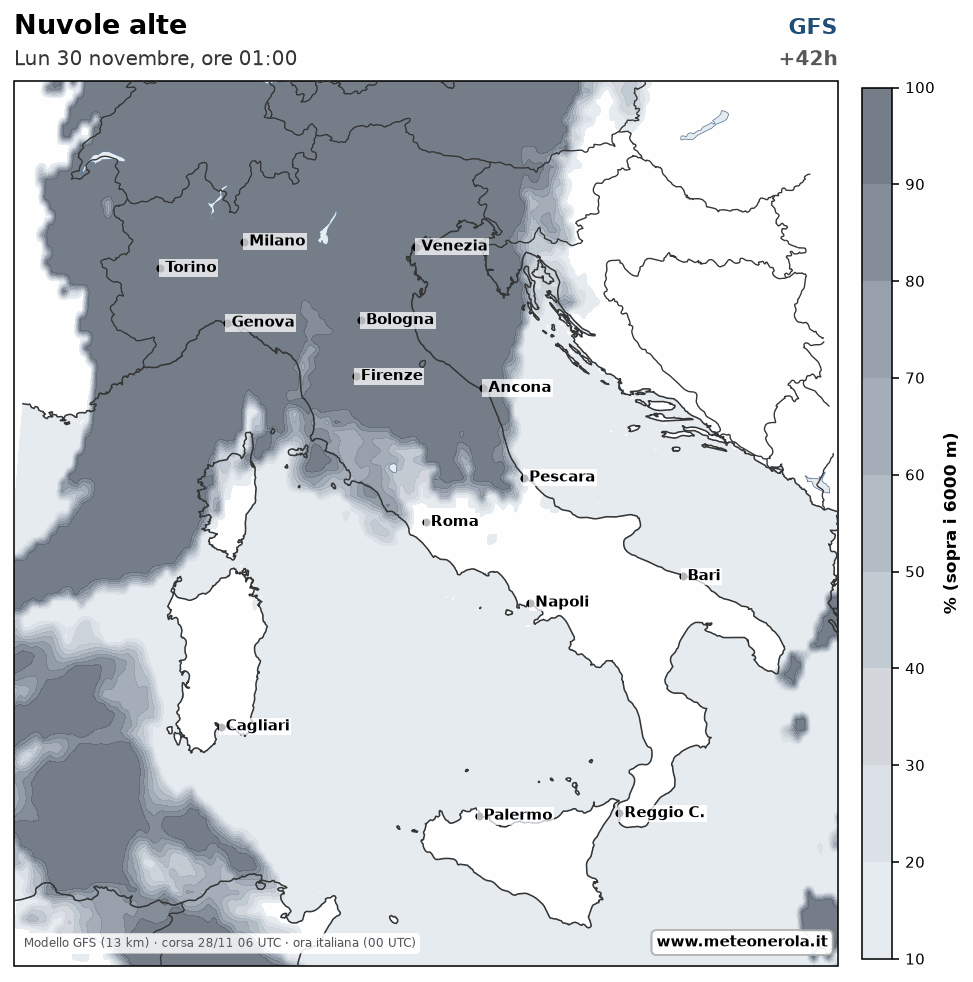 Nuvole alte
GFS
Lun 30 novembre, ore 01:00
+42h
100
90
80
70
60
50
40
30
20
10
% (sopra i 6000 m)
Milano
Venezia
Torino
Genova
Bologna
Firenze
Ancona
Pescara
Roma
Bari
Napoli
Cagliari
Palermo
Reggio C.
Modello GFS (13 km) · corsa 28/11 06 UTC · ora italiana (00 UTC)
www.meteonerola.it